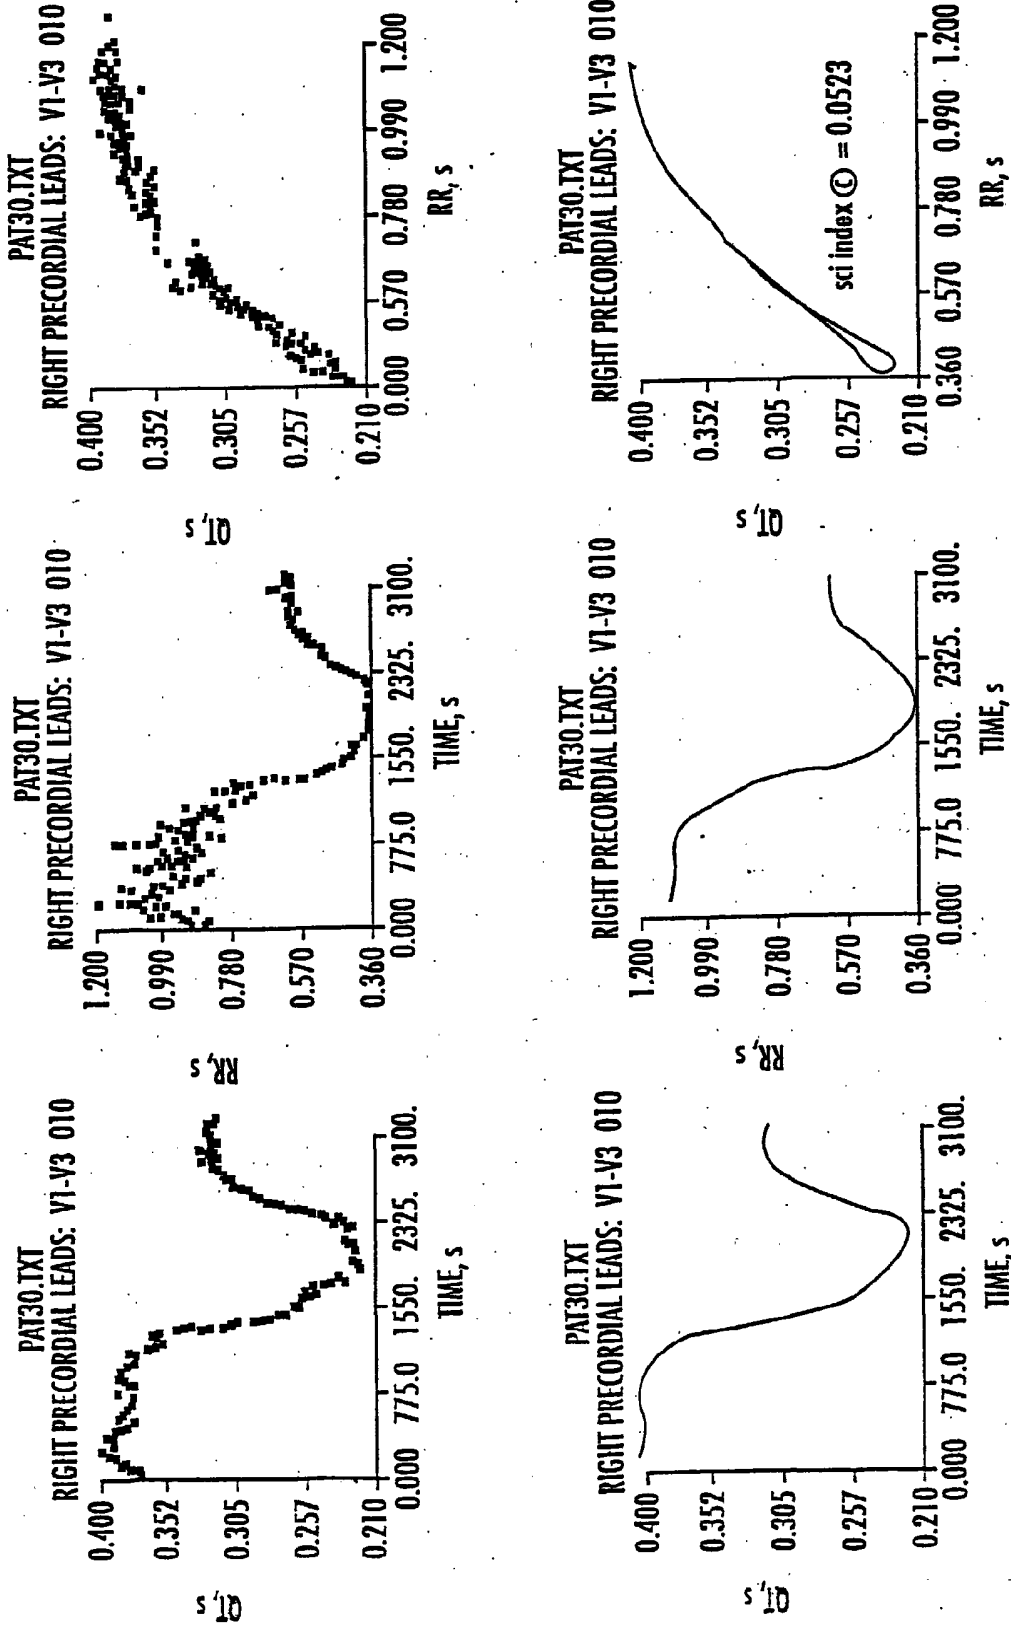 PAT30.TXT
RIGHT PRECORDIAL LEADS: V1-V3 010
0.400
0.352
0.305
0.257
0.210
QT, s
0.000 775.0 1550. 2325. 3100.
TIME, s
PAT30.TXT
RIGHT PRECORDIAL LEADS: V1-V3 010
1.200
0.990
0.780
0.570
0.360
RR, s
0.000 775.0 1550. 2325. 3100.
TIME, s
PAT30.TXT
RIGHT PRECORDIAL LEADS: V1-V3 010
0.400
0.352
0.305
0.257
0.210
QT, s
0.000 0.570 0.780 0.990 1.200
RR, s
PAT30.TXT
RIGHT PRECORDIAL LEADS: V1-V3 010
0.400
0.352
0.305
0.257
0.210
QT, s
0.000 775.0 1550. 2325. 3100.
TIME, s
PAT30.TXT
RIGHT PRECORDIAL LEADS: V1-V3 010
1.200
0.990
0.780
0.570
0.360
RR, s
0.000 775.0 1550. 2325. 3100.
TIME, s
PAT30.TXT
RIGHT PRECORDIAL LEADS: V1-V3 010
0.400
0.352
0.305
0.257
0.210
QT, s
sci index © = 0.0523
0.360 0.570 0.780 0.990 1.200
RR, s